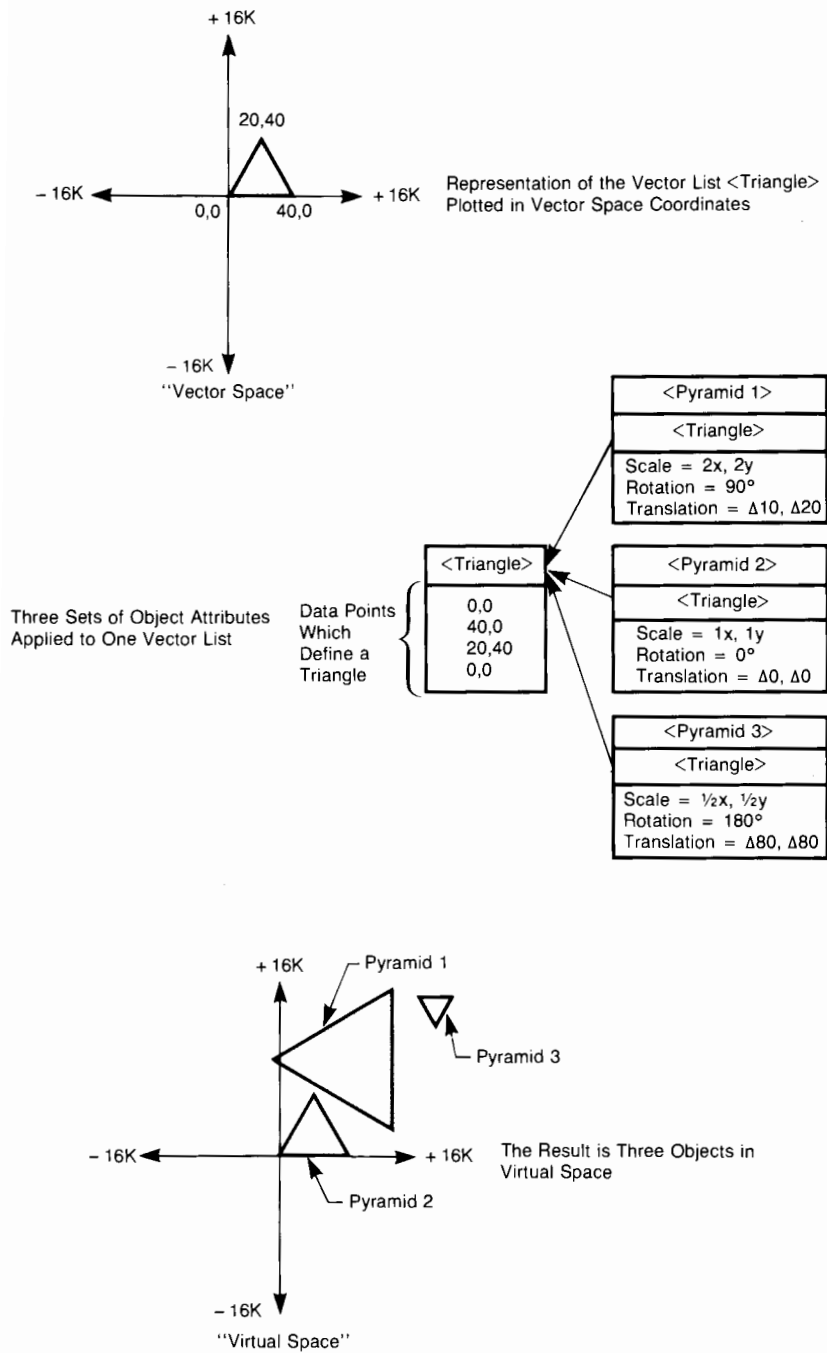 + 16K
20,40
- 16K
+ 16K
0,0
40,0
Representation of the Vector List <Triangle>
Plotted in Vector Space Coordinates
- 16K
"Vector Space"
<Pyramid 1>
<Triangle>
Scale = 2x, 2y
Rotation = 90°
Translation = Δ10, Δ20
Three Sets of Object Attributes
Applied to One Vector List
Data Points
Which
Define a
Triangle
<Triangle>
0,0
40,0
20,40
0,0
<Pyramid 2>
<Triangle>
Scale = 1x, 1y
Rotation = 0°
Translation = Δ0, Δ0
<Pyramid 3>
<Triangle>
Scale = ½x, ½y
Rotation = 180°
Translation = Δ80, Δ80
+ 16K
Pyramid 1
Pyramid 3
- 16K
+ 16K
The Result is Three Objects in
Virtual Space
Pyramid 2
- 16K
"Virtual Space"